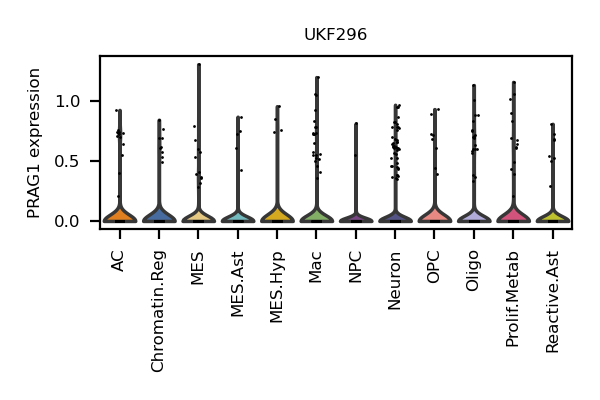 UKF296
PRAG1 expression
1.0
0.5
0.0
AC
Chromatin.Reg
MES
MES.Ast
MES.Hyp
Mac
NPC
Neuron
OPC
Oligo
Prolif.Metab
Reactive.Ast